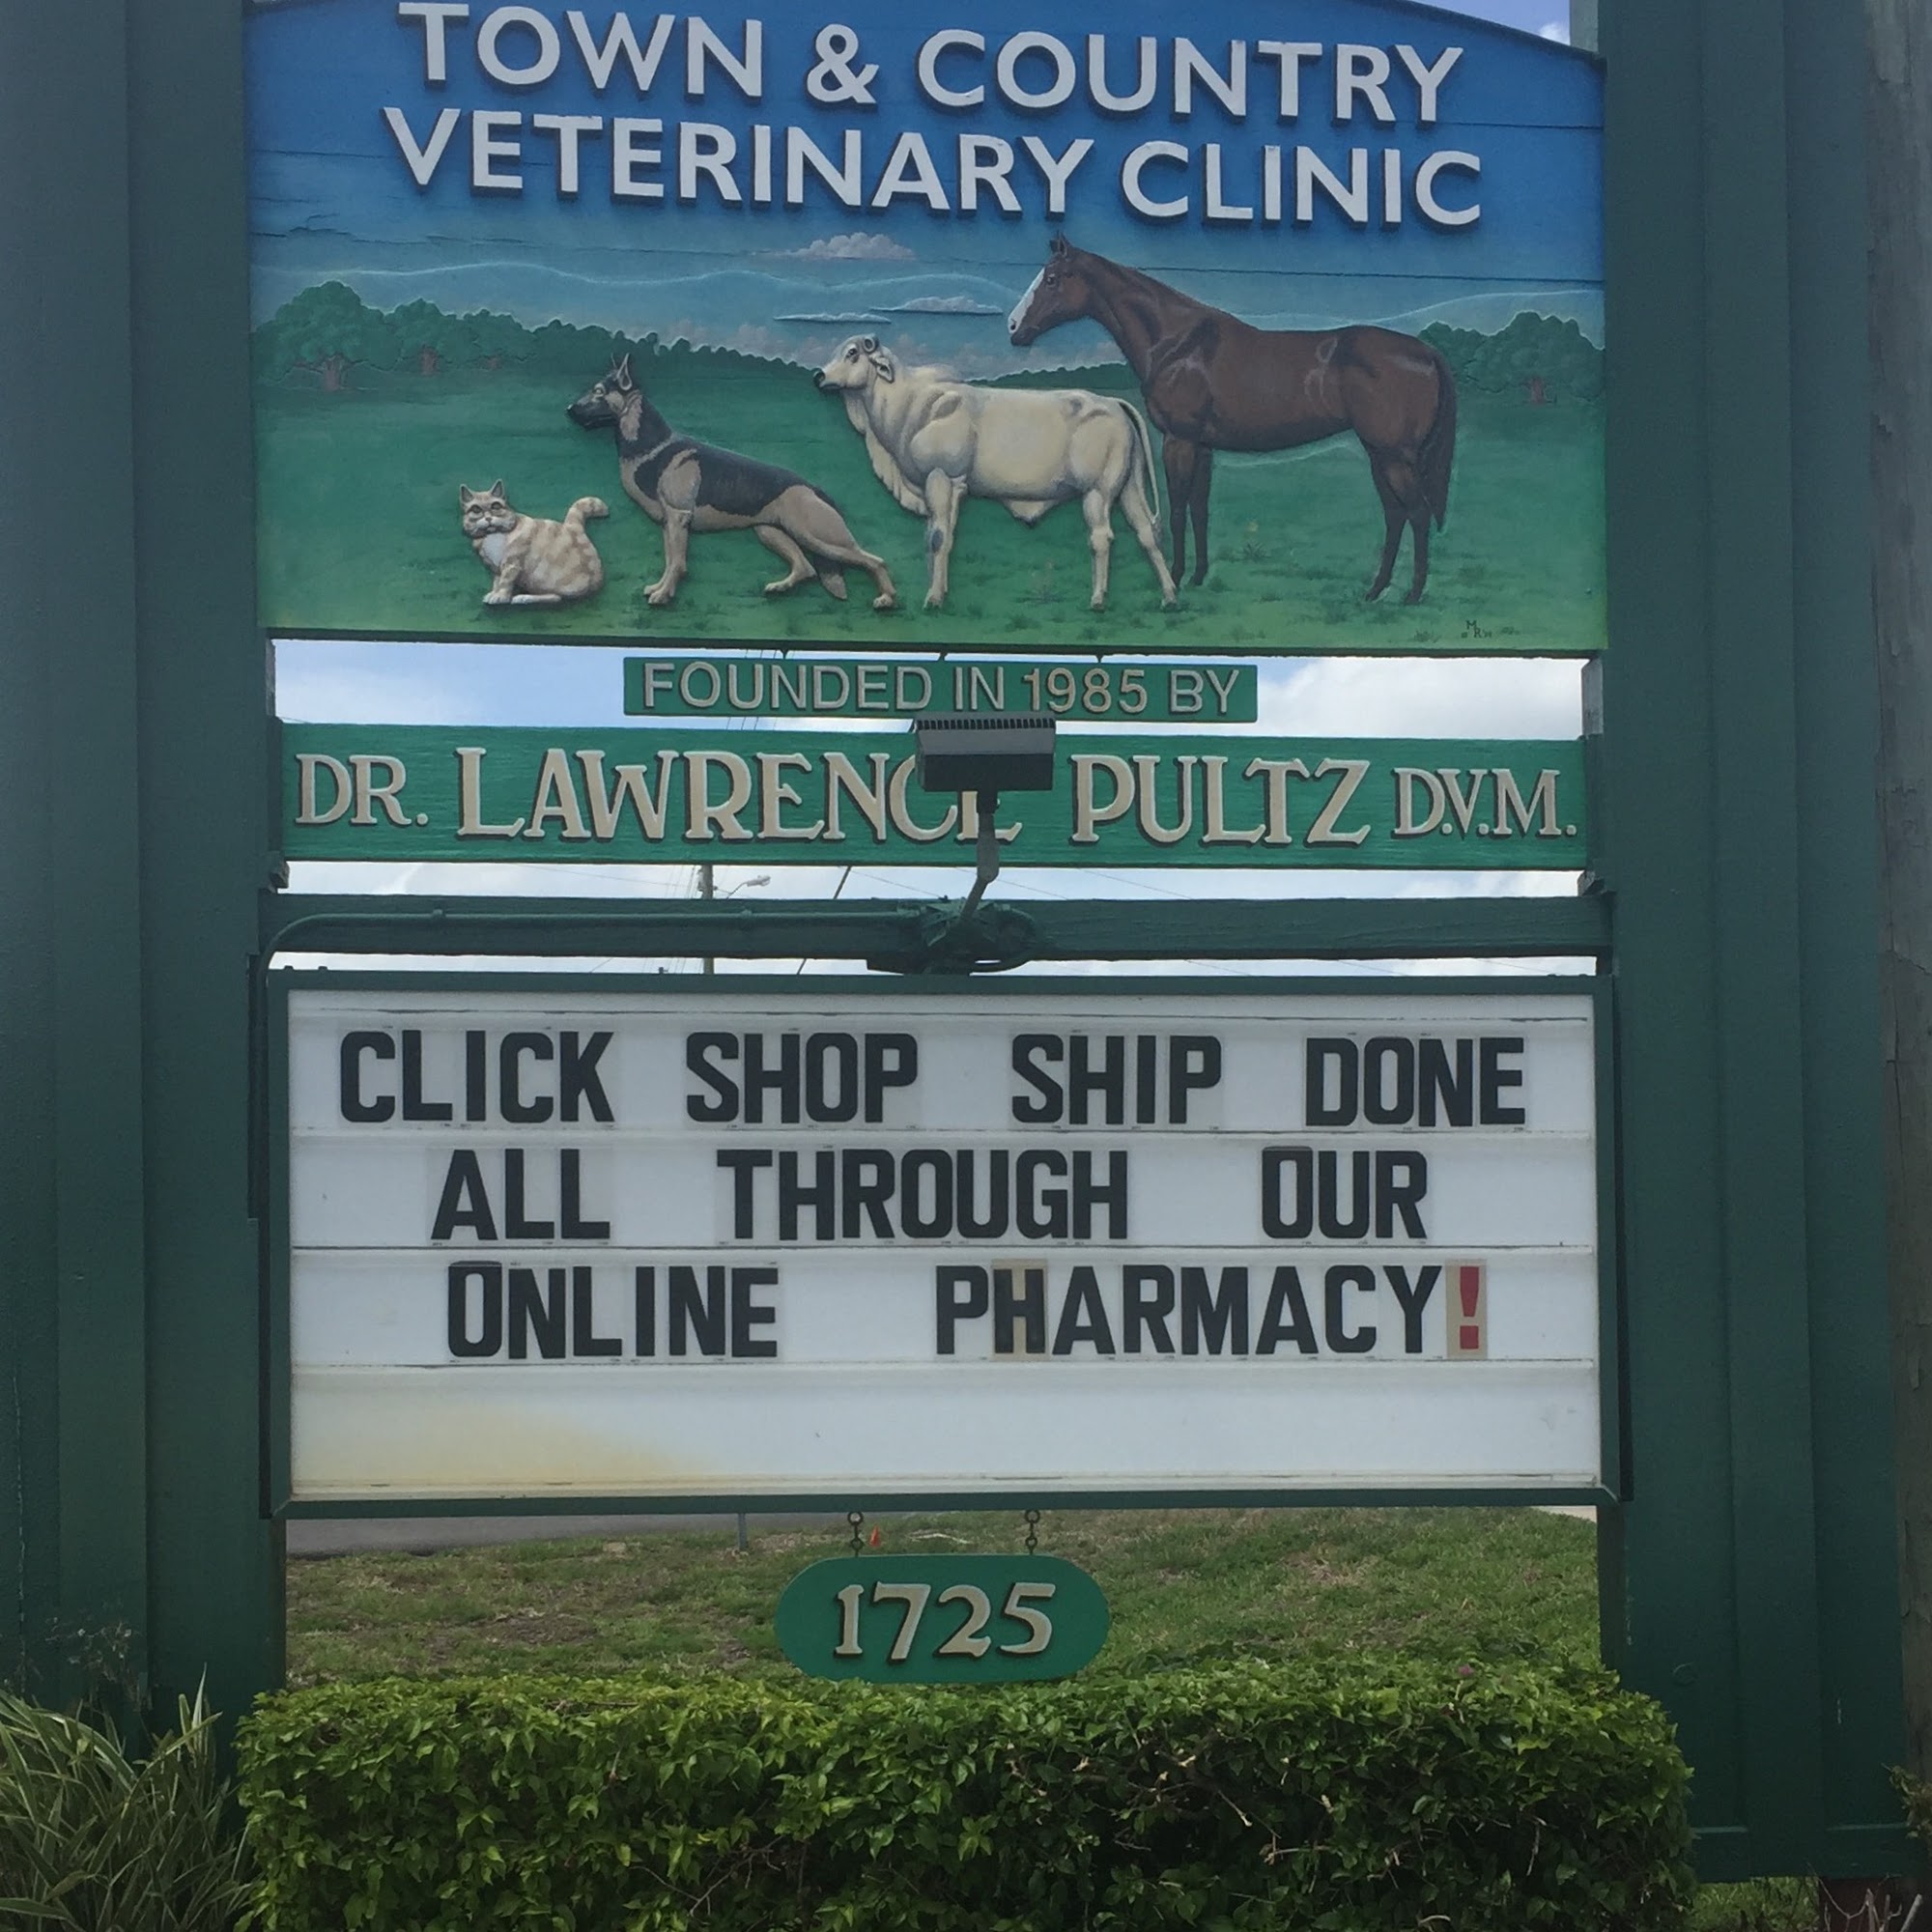 TOWN & COUNTRY
VETERINARY CLINIC
FOUNDED IN 1985 BY
DR. LAWRENCE PULTZ D.V.M.
CLICK SHOP SHIP DONE
ALL THROUGH OUR
ONLINE PHARMACY!
1725